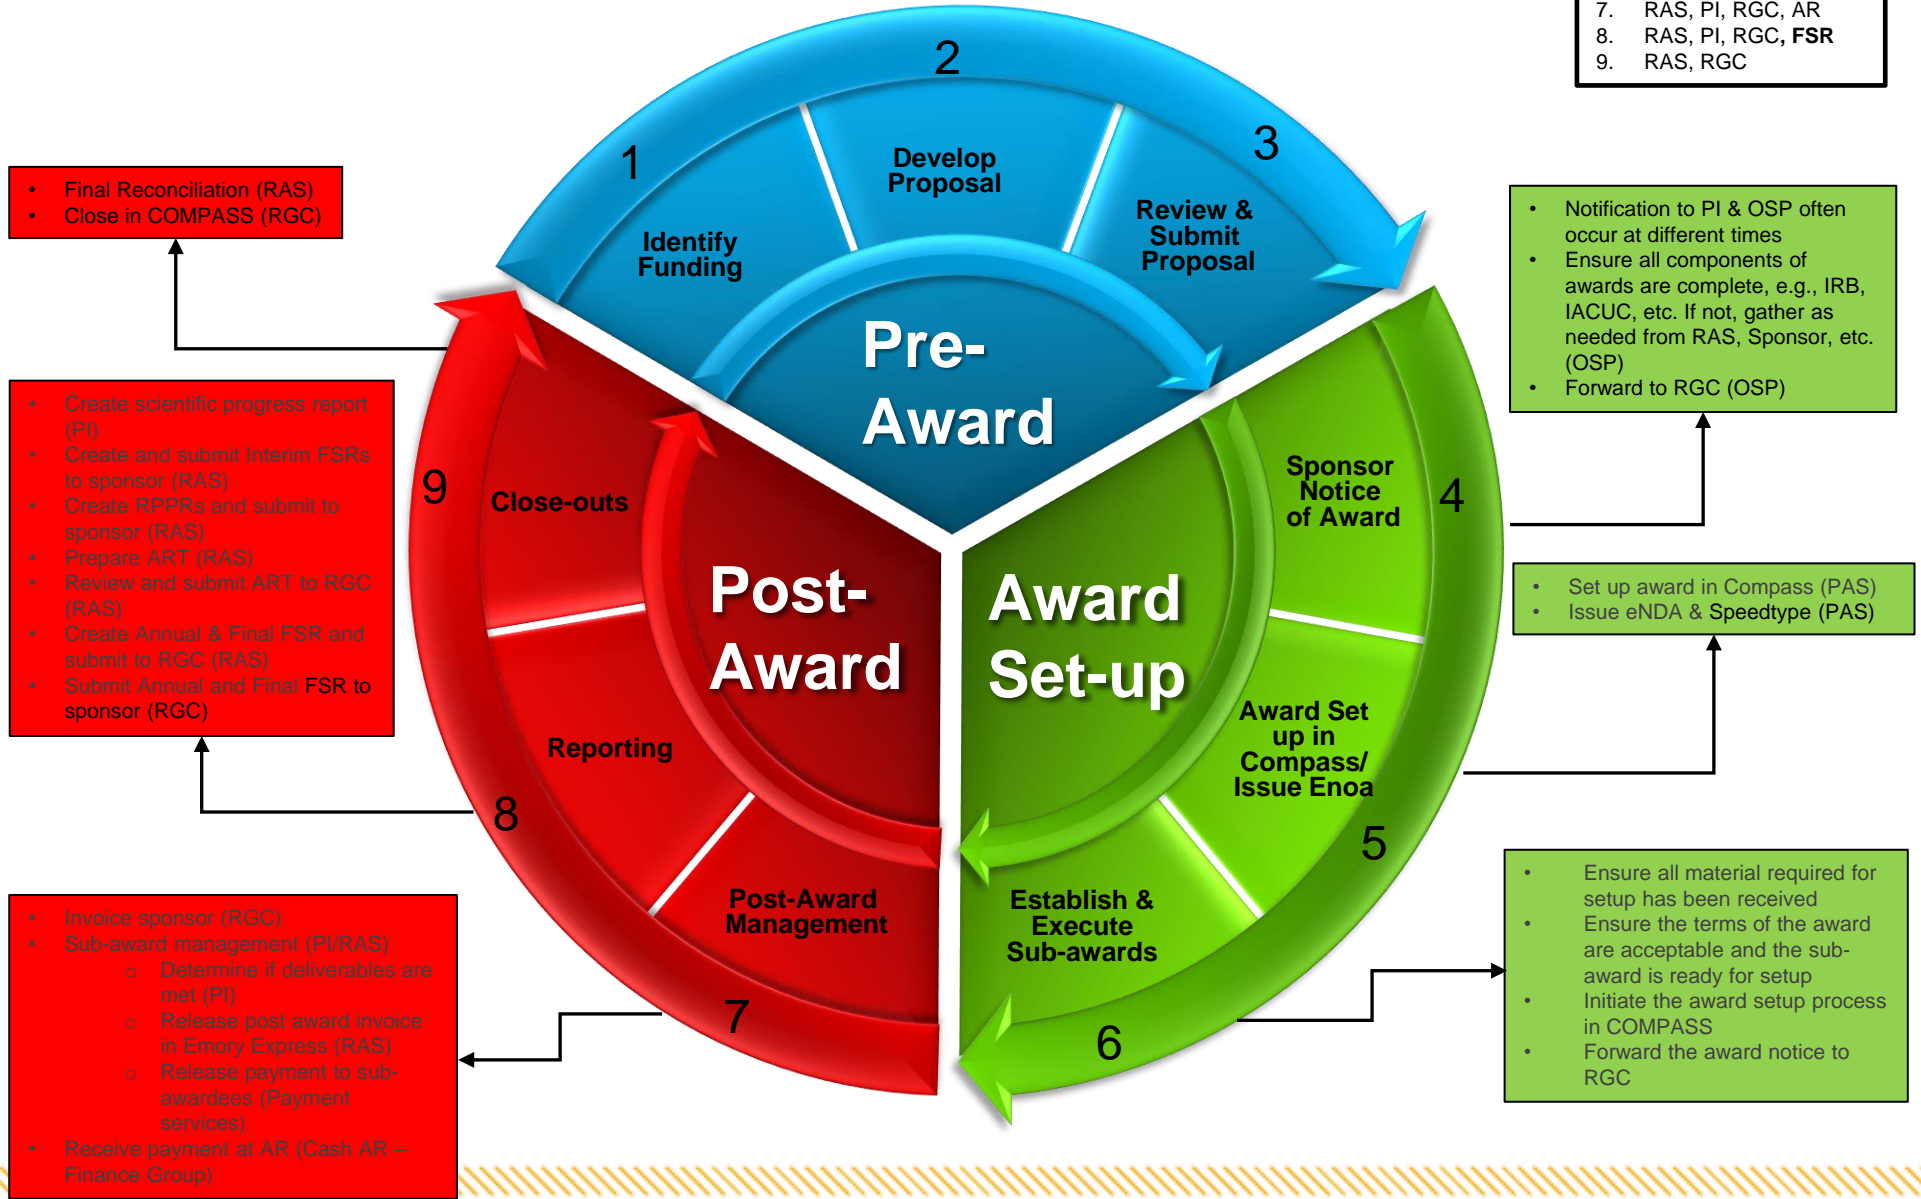 7. RAS, PI, RGC, AR
8. RAS, PI, RGC, FSR
9. RAS, RGC
2
1
3
Develop
Proposal
Identify
Funding
Review &
Submit
Proposal
Pre-
Award
• Final Reconciliation (RAS)
• Close in COMPASS (RGC)
• Notification to PI & OSP often
occur at different times
• Ensure all components of
awards are complete, e.g., IRB,
IACUC, etc. If not, gather as
needed from RAS, Sponsor, etc.
(OSP)
• Forward to RGC (OSP)
• Create scientific progress report
(PI)
• Create and submit Interim FSRs
to sponsor (RAS)
• Create RPPRs and submit to
sponsor (RAS)
• Prepare ART (RAS)
• Review and submit ART to RGC
(RAS)
• Create Annual & Final FSR and
submit to RGC (RAS)
• Submit Annual and Final FSR to
sponsor (RGC)
9
Close-outs
Sponsor
Notice
of Award
4
Post-
Award
Award
Set-up
• Set up award in Compass (PAS)
• Issue eNDA & Speedtype (PAS)
Reporting
8
Award Set
up in
Compass/
Issue Enoa
5
Post-Award
Management
7
Establish &
Execute
Sub-awards
6
• Invoice sponsor (RGC)
• Sub-award management (PI/RAS)
o Determine if deliverables are
met (PI)
o Release post award invoice
in Emory Express (RAS)
o Release payment to sub-
awardees (Payment
services)
• Receive payment at AR (Cash AR –
Finance Group)
• Ensure all material required for
setup has been received
• Ensure the terms of the award
are acceptable and the sub-
award is ready for setup
• Initiate the award setup process
in COMPASS
• Forward the award notice to
RGC